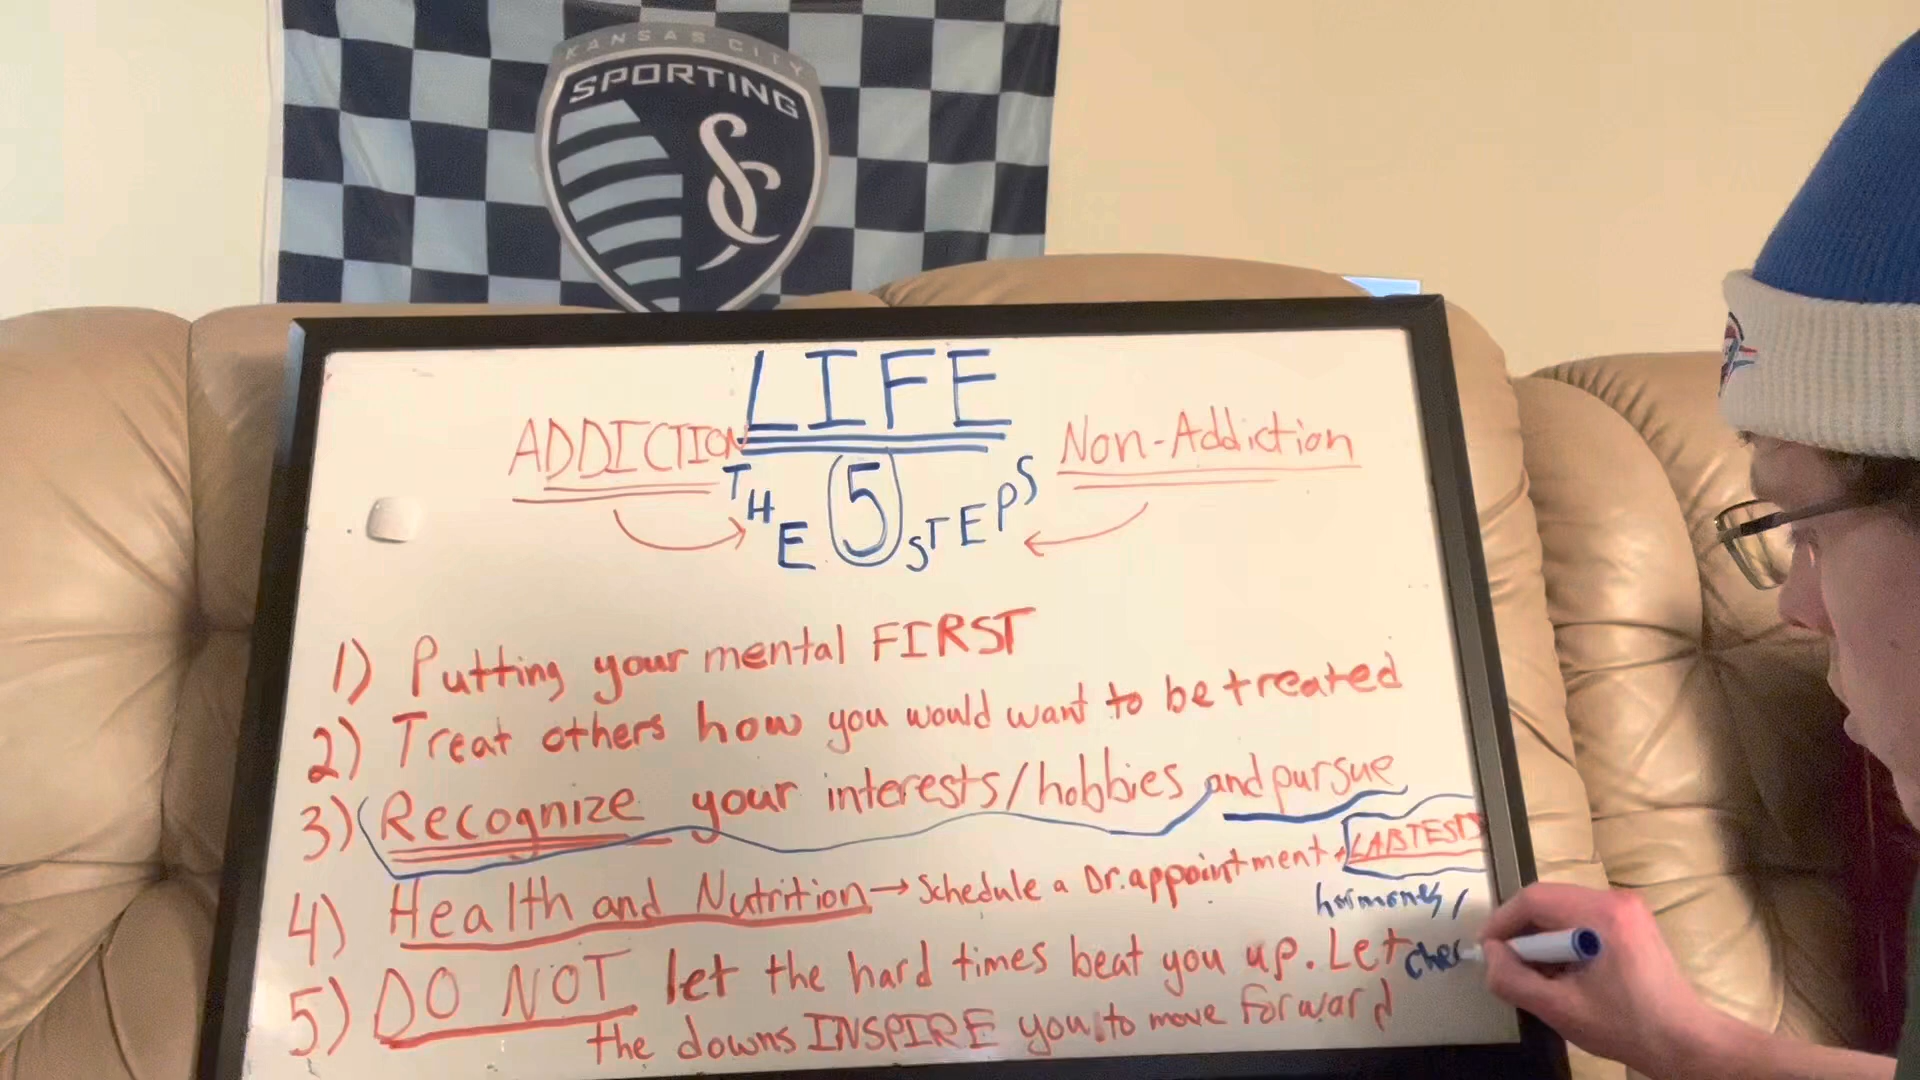 KANSAS CITY
SPORTING
LIFE
ADDICTION
Non-Addiction
THE 5 STEPS
1) Putting your mental FIRST
2) Treat others how you would want to be treated
3) (Recognize your interests/hobbies and pursue
4) Health and Nutrition → Schedule a Dr. appointment + LAB TESTS
hormones/
5) DO NOT let the hard times beat you up. Let
the downs INSPIRE you to move forward